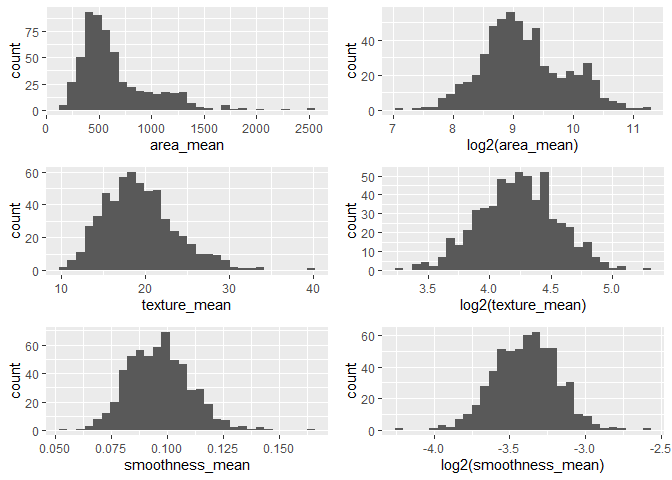 count
75
50
25
0
0 500 1000 1500 2000 2500
area_mean
count
40
20
0
7 8 9 10 11
log2(area_mean)
count
60
40
20
0
10 20 30 40
texture_mean
count
50
40
30
20
10
0
3.5 4.0 4.5 5.0
log2(texture_mean)
count
60
40
20
0
0.050 0.075 0.100 0.125 0.150
smoothness_mean
count
60
40
20
0
-4.0 -3.5 -3.0 -2.5
log2(smoothness_mean)